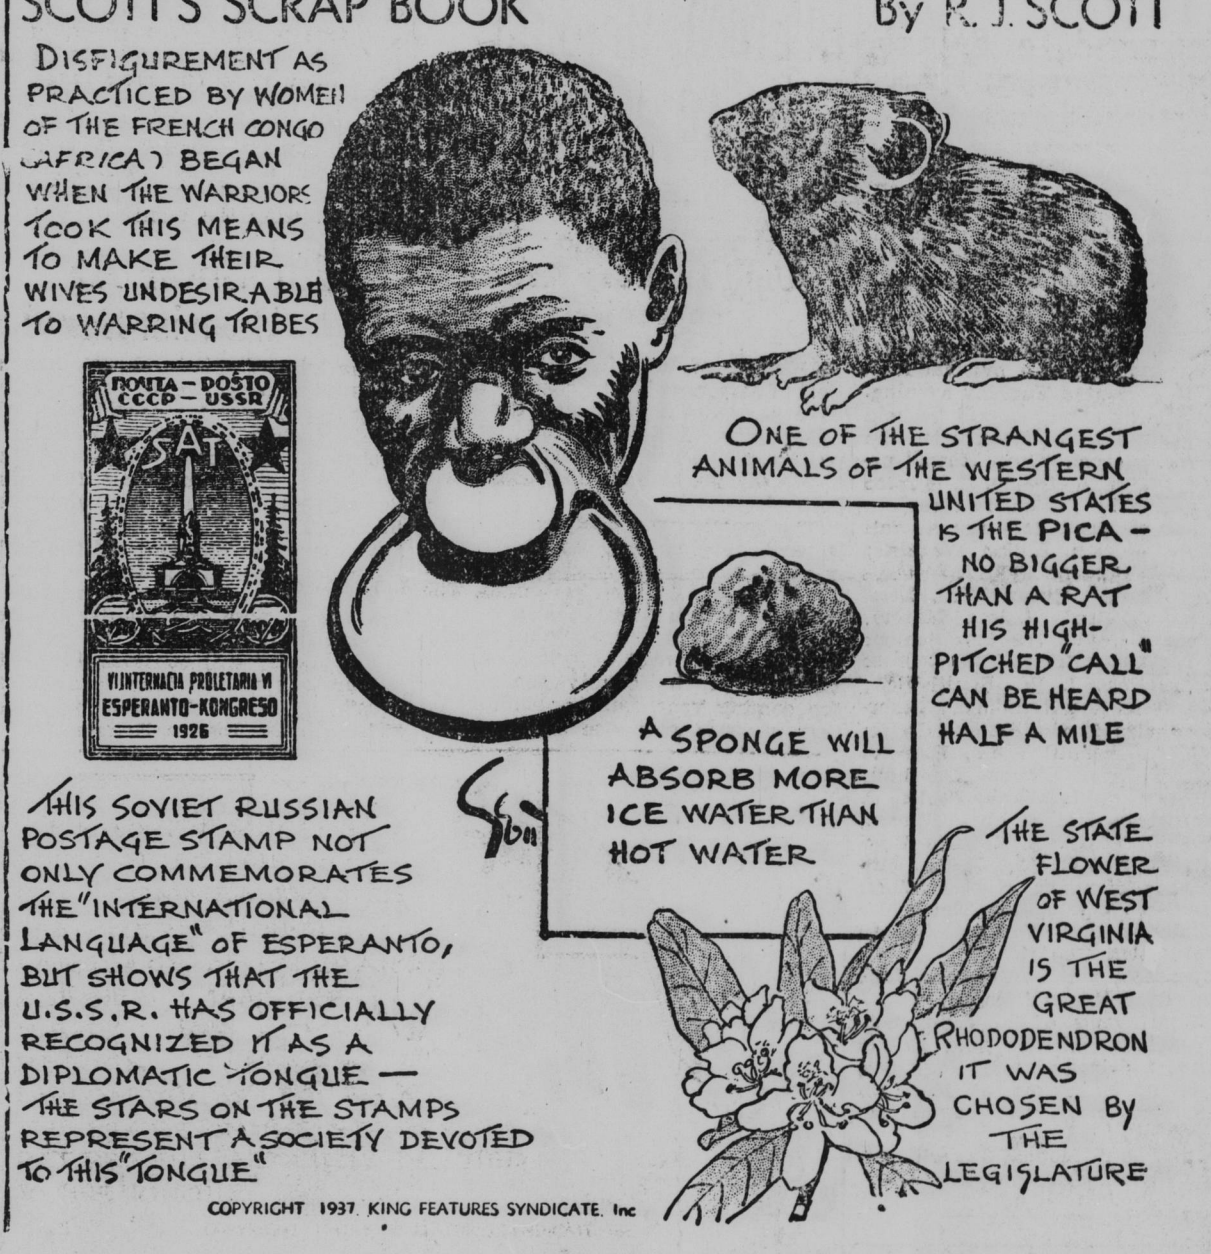 SCOTT'S SCRAP BOOK
By R. J. SCOTT
DISFIGUREMENT AS
PRACTICED BY WOMEN
OF THE FRENCH CONGO
(AFRICA) BEGAN
WHEN THE WARRIORS
TOOK THIS MEANS
TO MAKE THEIR
WIVES UNDESIRABLE
TO WARRING TRIBES
ПОЧТА – DOŜTO
СССР – USSR
SAT
VI INTERNACIA PROLETARIA VI
ESPERANTO-KONGRESO
1926
THIS SOVIET RUSSIAN
POSTAGE STAMP NOT
ONLY COMMEMORATES
THE "INTERNATIONAL
LANGUAGE" OF ESPERANTO,
BUT SHOWS THAT THE
U.S.S.R. HAS OFFICIALLY
RECOGNIZED IT AS A
DIPLOMATIC TONGUE —
THE STARS ON THE STAMPS
REPRESENT A SOCIETY DEVOTED
TO THIS "TONGUE"
ONE OF THE STRANGEST
ANIMALS OF THE WESTERN
UNITED STATES
IS THE PICA –
NO BIGGER
THAN A RAT
HIS HIGH-
PITCHED "CALL"
CAN BE HEARD
HALF A MILE
A SPONGE WILL
ABSORB MORE
ICE WATER THAN
HOT WATER
Scott
THE STATE
FLOWER
OF WEST
VIRGINIA
IS THE
GREAT
RHODODENDRON
IT WAS
CHOSEN BY
THE
LEGISLATURE
COPYRIGHT 1937. KING FEATURES SYNDICATE, Inc